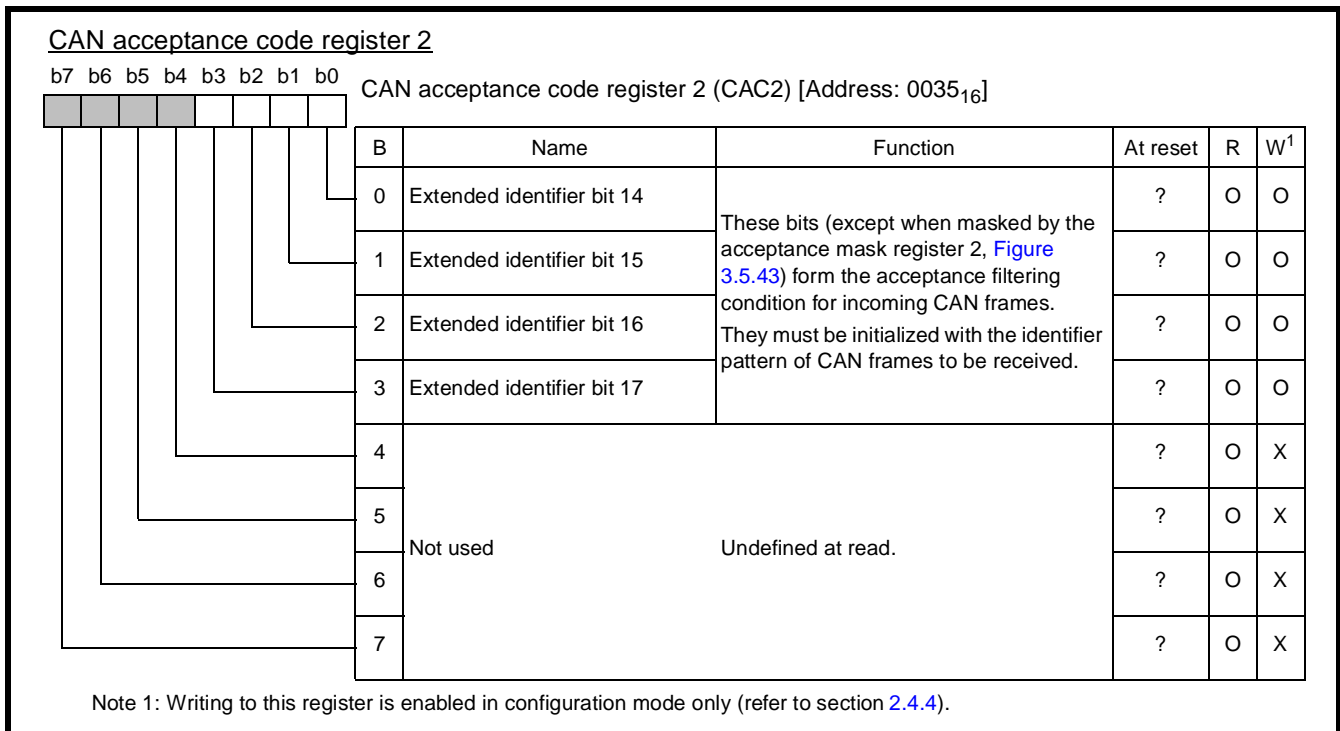 CAN acceptance code register 2
b7 b6 b5 b4 b3 b2 b1 b0
CAN acceptance code register 2 (CAC2) [Address: 0035₁₆]
B Name Function At reset R W¹
0 Extended identifier bit 14 ? O O
1 Extended identifier bit 15 ? O O
2 Extended identifier bit 16 ? O O
3 Extended identifier bit 17 ? O O
These bits (except when masked by the
acceptance mask register 2, Figure
3.5.43) form the acceptance filtering
condition for incoming CAN frames.
They must be initialized with the identifier
pattern of CAN frames to be received.
4 ? O X
5 ? O X
Not used Undefined at read.
6 ? O X
7 ? O X
Note 1: Writing to this register is enabled in configuration mode only (refer to section 2.4.4).